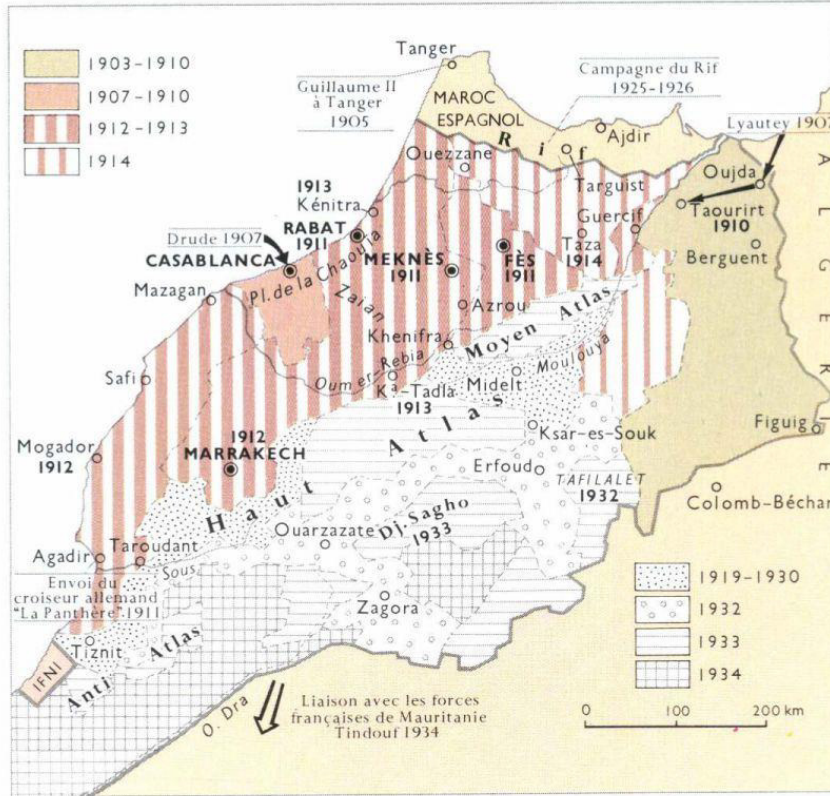 1903–1910
1907–1910
1912–1913
1914
Tanger
Guillaume II
à Tanger
1905
Campagne du Rif
1925–1926
MAROC
ESPAGNOL
Rif
Ajdir
Lyautey 1907
Ouezzane
Targuist
Oujda
ALGERIE
1913
Kénitra
Guercif
Taourirt
1910
RABAT
1911
Drude 1907
CASABLANCA
Pl. de la Chaouia
MEKNÈS
1911
FÈS
1911
Taza
1914
Berguent
Mazagan
Zaian
Azrou
Khenifra
Moyen Atlas
Moulouya
Oum er-Rebia
Safi
Ka-Tadla
1913
Midelt
Mogador
1912
1912
MARRAKECH
Haut Atlas
Ksar-es-Souk
Figuig
Erfoud
TAFILALET
1932
Colomb-Béchar
Dj-Sagho
1933
Ouarzazate
Agadir
Taroudant
Sous
Envoi du
croiseur allemand
"La Panthère" 1911
Zagora
Tiznit
IFNI
Anti Atlas
O. Dra
Liaison avec les forces
françaises de Mauritanie
Tindouf 1934
1919–1930
1932
1933
1934
0 100 200 km